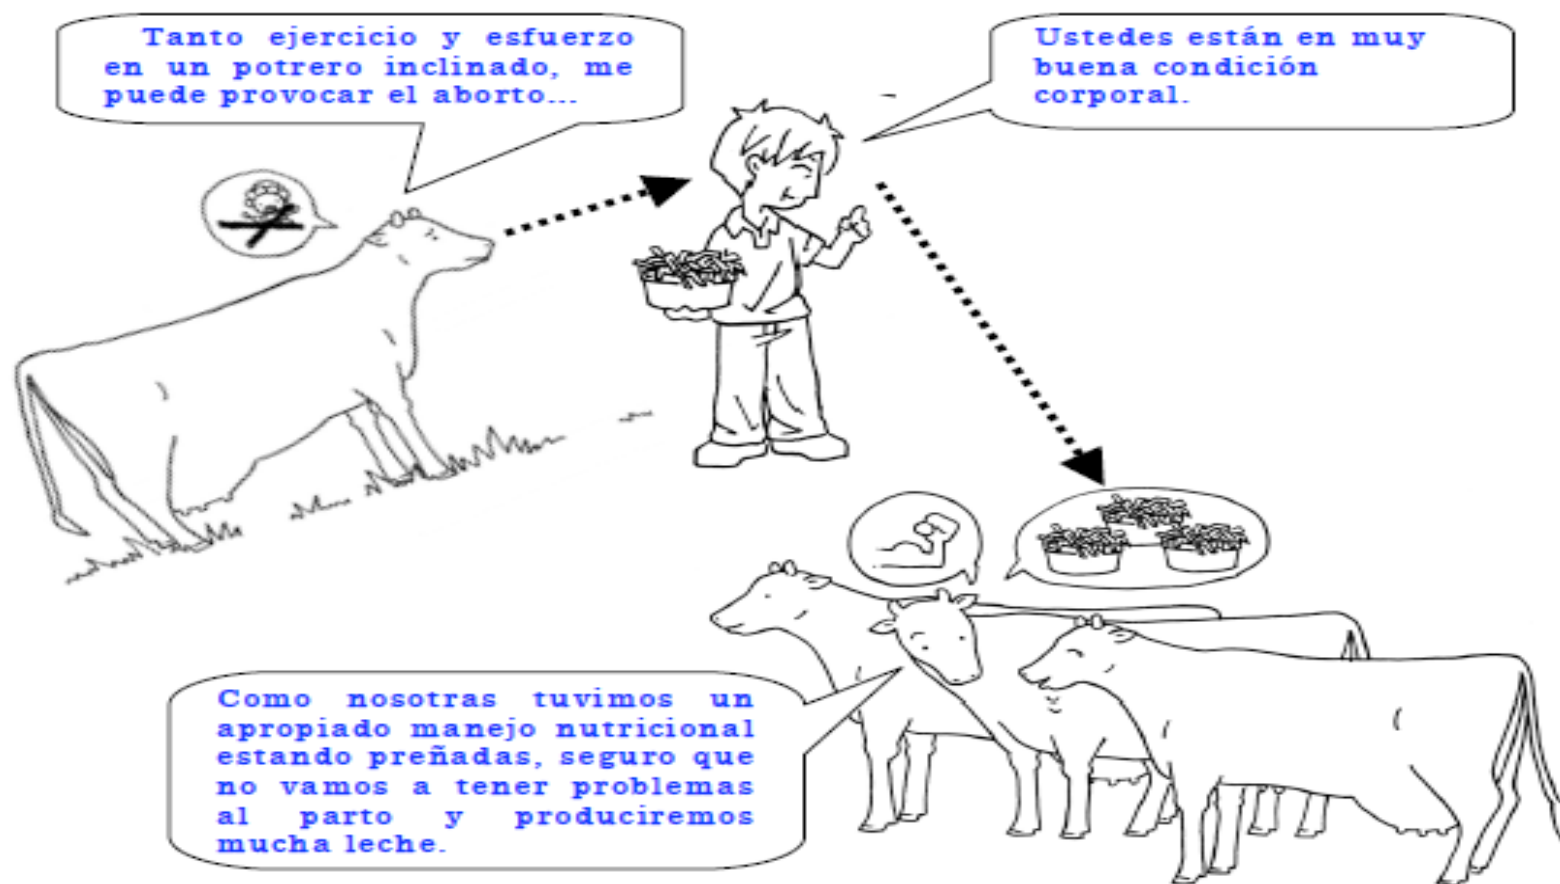 Tanto ejercicio y esfuerzo
en un potrero inclinado, me
puede provocar el aborto...
Ustedes están en muy
buena condición
corporal.
Como nosotras tuvimos un
apropiado manejo nutricional
estando preñadas, seguro que
no vamos a tener problemas
al parto y produciremos
mucha leche.